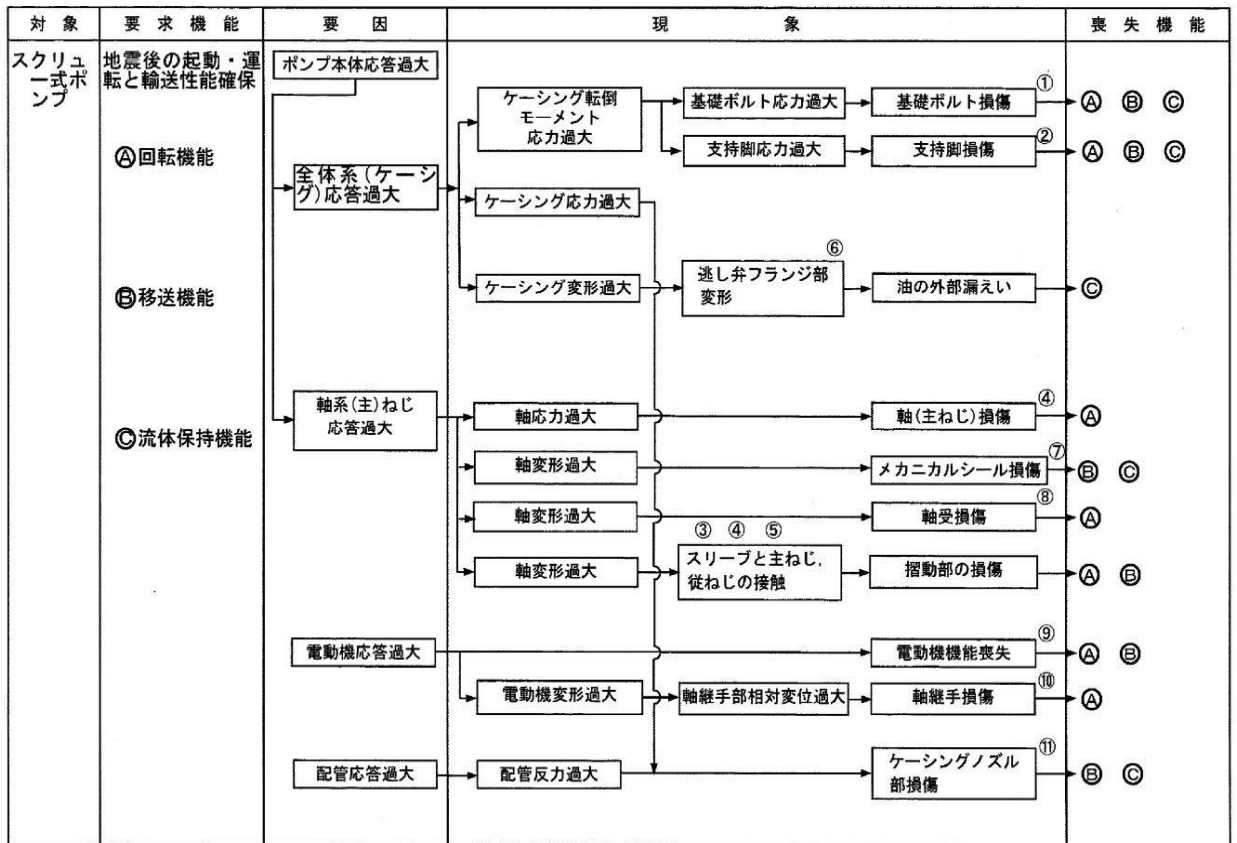 対象
要求機能
要因
現象
喪失機能
スクリュ
ー式ポ
ンプ
地震後の起動・運
転と輸送性能確保
Ⓐ回転機能
Ⓑ移送機能
Ⓒ流体保持機能
ポンプ本体応答過大
全体系(ケーシン
グ)応答過大
ケーシング転倒
モーメント
応力過大
基礎ボルト応力過大
①
基礎ボルト損傷
Ⓐ Ⓑ Ⓒ
支持脚応力過大
②
支持脚損傷
Ⓐ Ⓑ Ⓒ
ケーシング応力過大
ケーシング変形過大
⑥
逃し弁フランジ部
変形
油の外部漏えい
Ⓒ
軸系(主)ねじ
応答過大
軸応力過大
④
軸(主ねじ)損傷
Ⓐ
軸変形過大
⑦
メカニカルシール損傷
Ⓑ Ⓒ
軸変形過大
⑧
軸受損傷
Ⓐ
軸変形過大
③ ④ ⑤
スリーブと主ねじ,
従ねじの接触
摺動部の損傷
Ⓐ Ⓑ
電動機応答過大
⑨
電動機機能喪失
Ⓐ Ⓑ
電動機変形過大
軸継手部相対変位過大
⑩
軸継手損傷
Ⓐ
配管応答過大
配管反力過大
⑪
ケーシングノズル
部損傷
Ⓑ Ⓒ